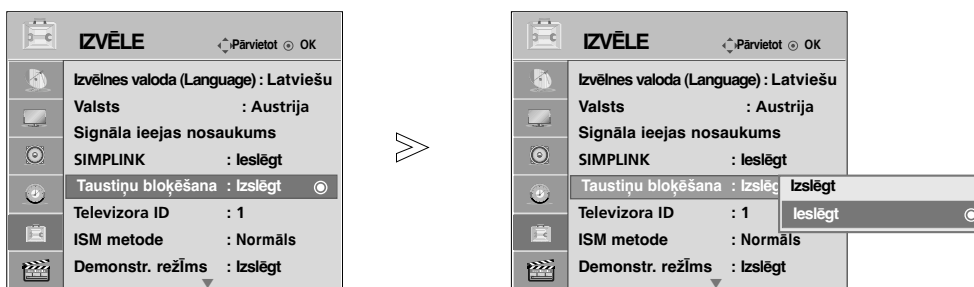 IZVĒLE Pārvietot OK
Izvēlnes valoda (Language) : Latviešu
Valsts : Austrija
Signāla ieejas nosaukums
SIMPLINK : Ieslēgt
Taustiņu bloķēšana : Izslēgt
Televizora ID : 1
ISM metode : Normāls
Demonstr. režĪms : Izslēgt
IZVĒLE Pārvietot OK
Izvēlnes valoda (Language) : Latviešu
Valsts : Austrija
Signāla ieejas nosaukums
SIMPLINK : Ieslēgt
Taustiņu bloķēšana : Izslēg
Izslēgt
Ieslēgt
Televizora ID : 1
ISM metode : Normāls
Demonstr. režĪms : Izslēgt